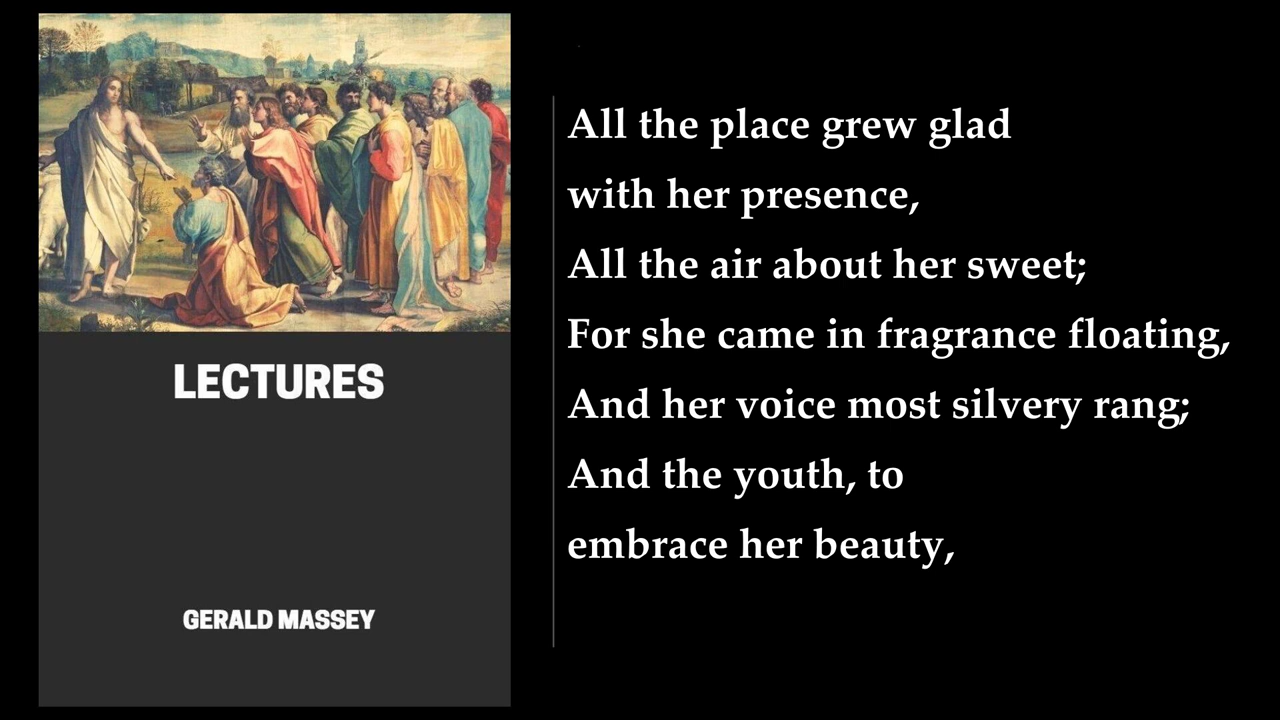 LECTURES
GERALD MASSEY
All the place grew glad
with her presence,
All the air about her sweet;
For she came in fragrance floating,
And her voice most silvery rang;
And the youth, to
embrace her beauty,